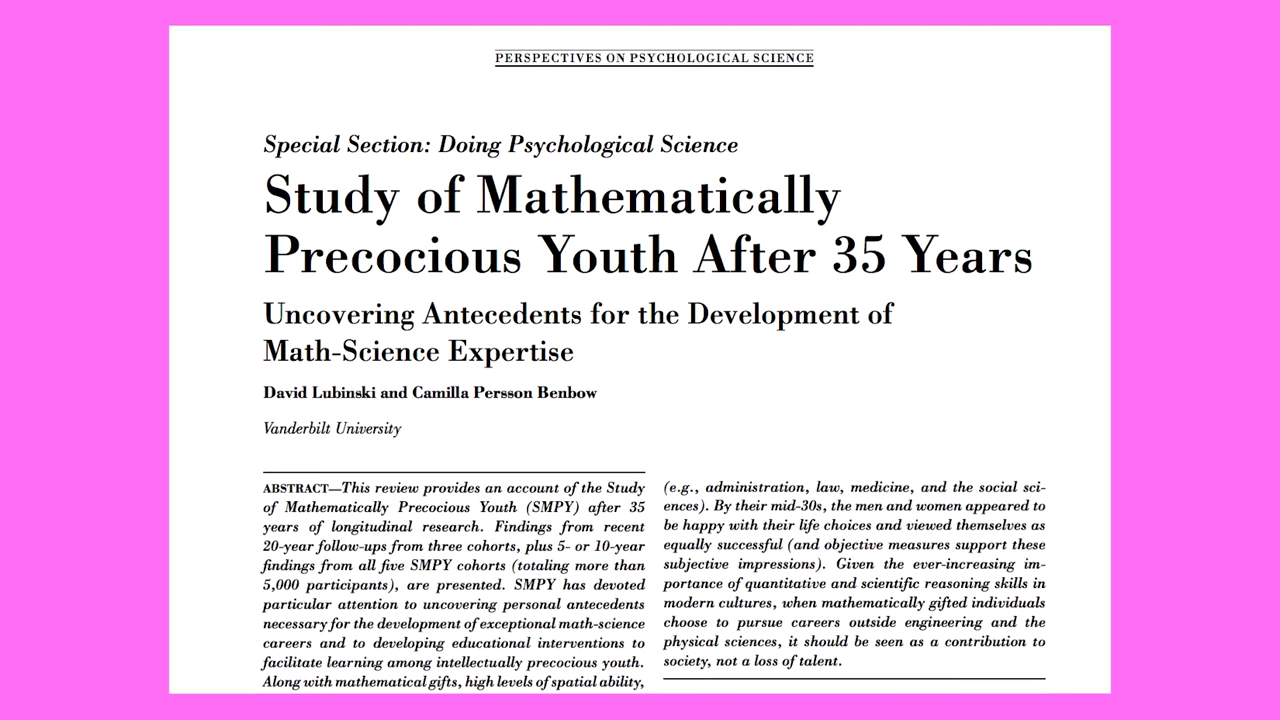 PERSPECTIVES ON PSYCHOLOGICAL SCIENCE
Special Section: Doing Psychological Science
Study of Mathematically
Precocious Youth After 35 Years
Uncovering Antecedents for the Development of
Math-Science Expertise
David Lubinski and Camilla Persson Benbow
Vanderbilt University
ABSTRACT—This review provides an account of the Study
of Mathematically Precocious Youth (SMPY) after 35
years of longitudinal research. Findings from recent
20-year follow-ups from three cohorts, plus 5- or 10-year
findings from all five SMPY cohorts (totaling more than
5,000 participants), are presented. SMPY has devoted
particular attention to uncovering personal antecedents
necessary for the development of exceptional math-science
careers and to developing educational interventions to
facilitate learning among intellectually precocious youth.
Along with mathematical gifts, high levels of spatial ability,
(e.g., administration, law, medicine, and the social sci-
ences). By their mid-30s, the men and women appeared to
be happy with their life choices and viewed themselves as
equally successful (and objective measures support these
subjective impressions). Given the ever-increasing im-
portance of quantitative and scientific reasoning skills in
modern cultures, when mathematically gifted individuals
choose to pursue careers outside engineering and the
physical sciences, it should be seen as a contribution to
society, not a loss of talent.